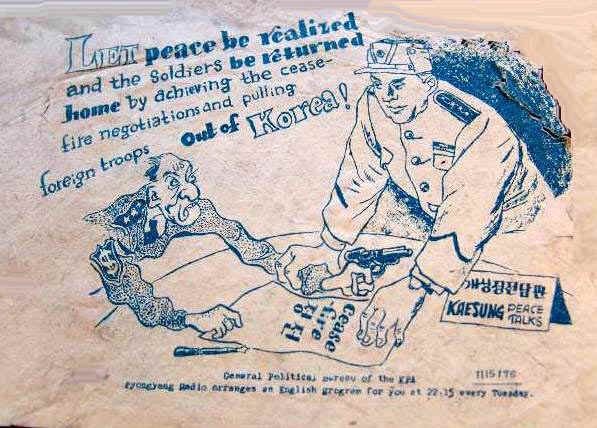 LET peace be realized
and the Soldiers be returned
home by achieving the cease-
fire negotiations and pulling
foreign troops Out of Korea!
$
개성정전담판
KAESUNG PEACE
TALKS
Cease
fire
General Political Bureau of the KPA
Pyongyang Radio arranges an English program for you at 22.15 every Tuesday.